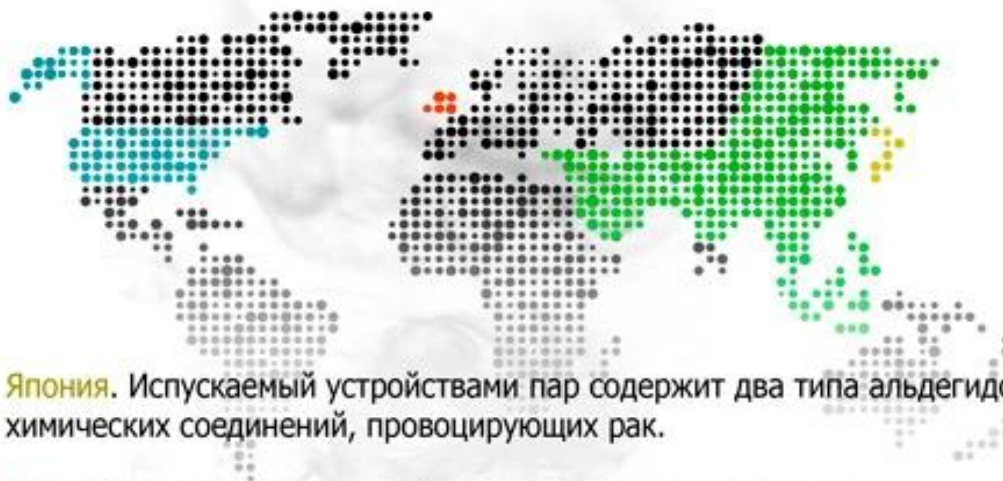 Япония. Испускаемый устройствами пар содержит два типа
химических соединений, провоцирующих рак.